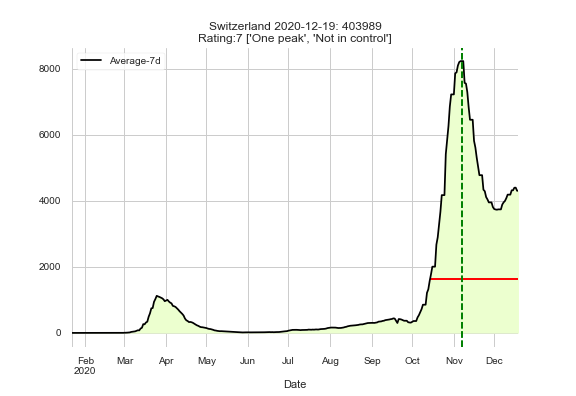 Switzerland 2020-12-19: 403989
Rating:7 ['One peak', 'Not in control']
Average-7d
8000
6000
4000
2000
0
Feb Mar Apr May Jun Jul Aug Sep Oct Nov Dec
2020
Date